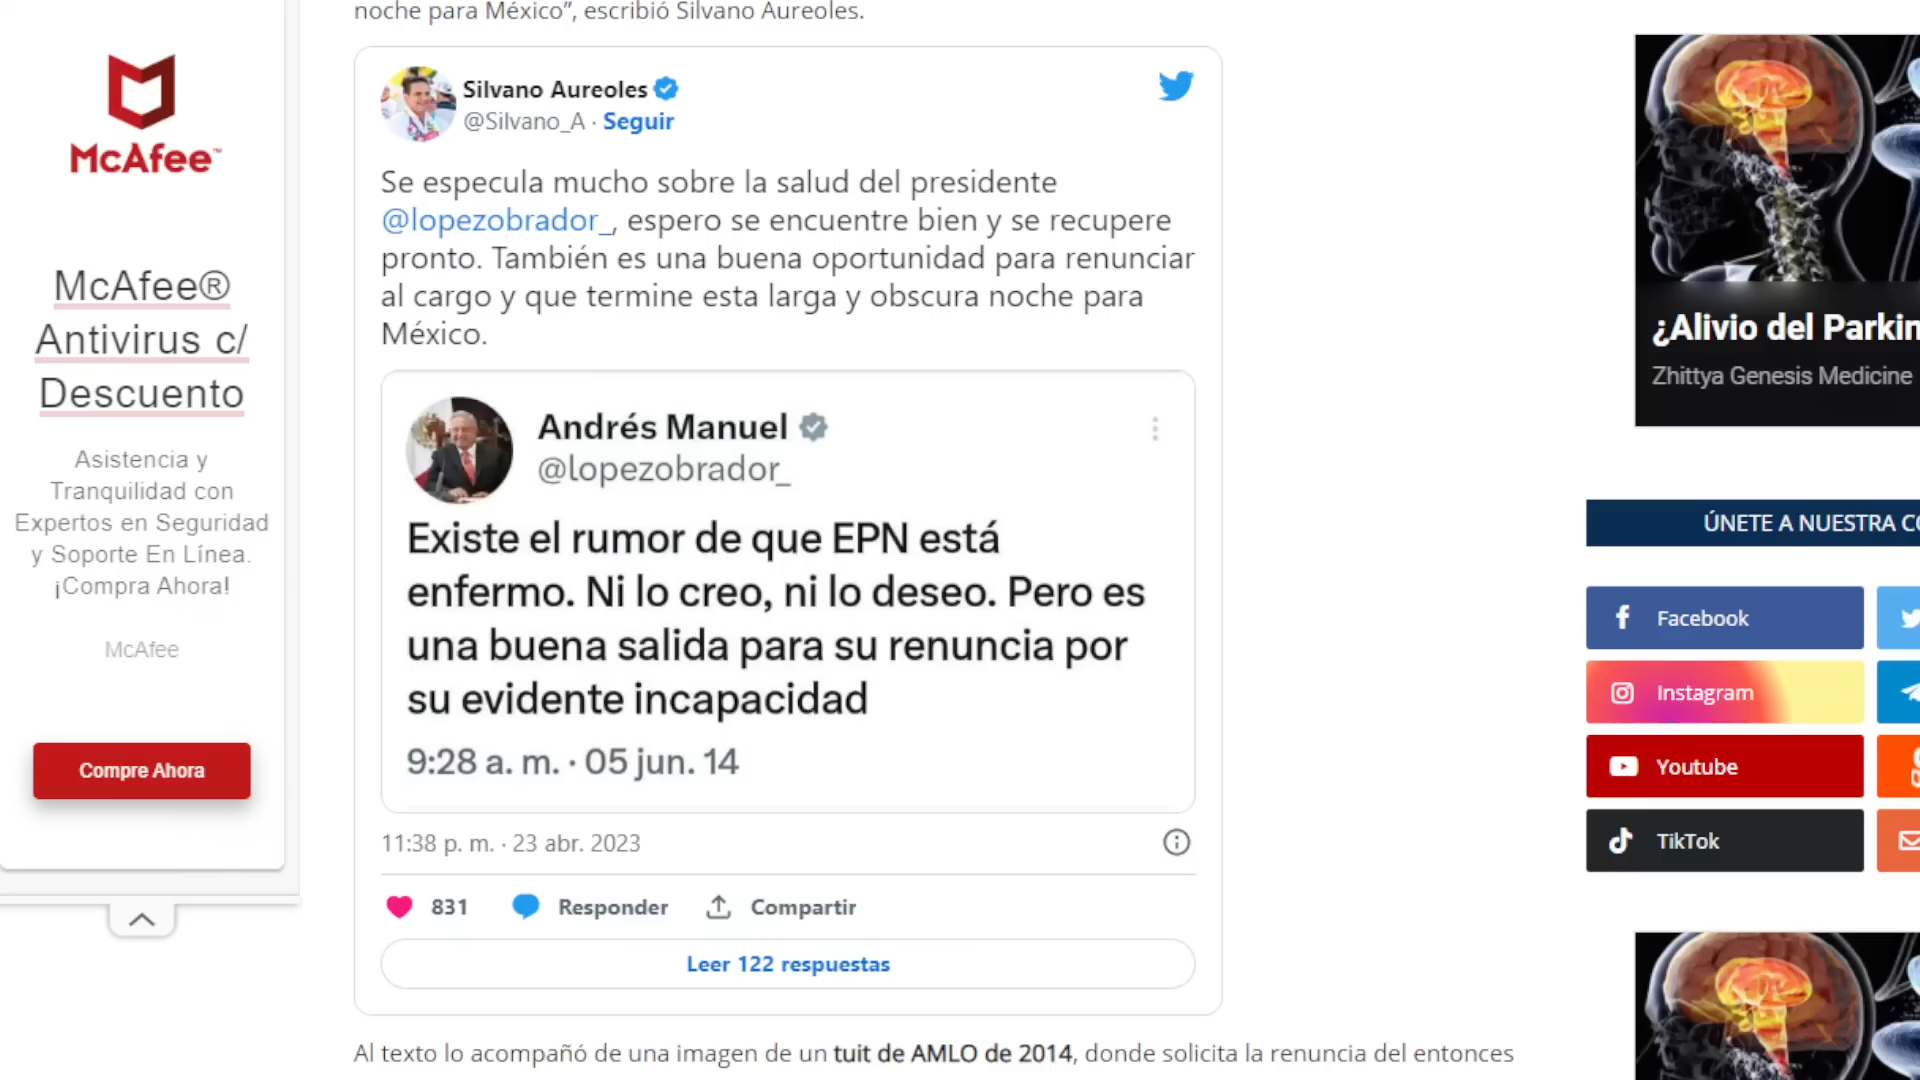 noche para México”, escribió Silvano Aureoles.
McAfee™
McAfee®
Antivirus c/
Descuento
Asistencia y
Tranquilidad con
Expertos en Seguridad
y Soporte En Línea.
¡Compra Ahora!
McAfee
Compre Ahora
Silvano Aureoles
@Silvano_A · Seguir
Se especula mucho sobre la salud del presidente
@lopezobrador_, espero se encuentre bien y se recupere
pronto. También es una buena oportunidad para renunciar
al cargo y que termine esta larga y obscura noche para
México.
Andrés Manuel
@lopezobrador_
Existe el rumor de que EPN está
enfermo. Ni lo creo, ni lo deseo. Pero es
una buena salida para su renuncia por
su evidente incapacidad
9:28 a. m. · 05 jun. 14
11:38 p. m. · 23 abr. 2023
831 Responder Compartir
Leer 122 respuestas
Al texto lo acompañó de una imagen de un tuit de AMLO de 2014, donde solicita la renuncia del entonces
¿Alivio del Parkin
Zhittya Genesis Medicine
ÚNETE A NUESTRA CO
Facebook
Instagram
Youtube
TikTok